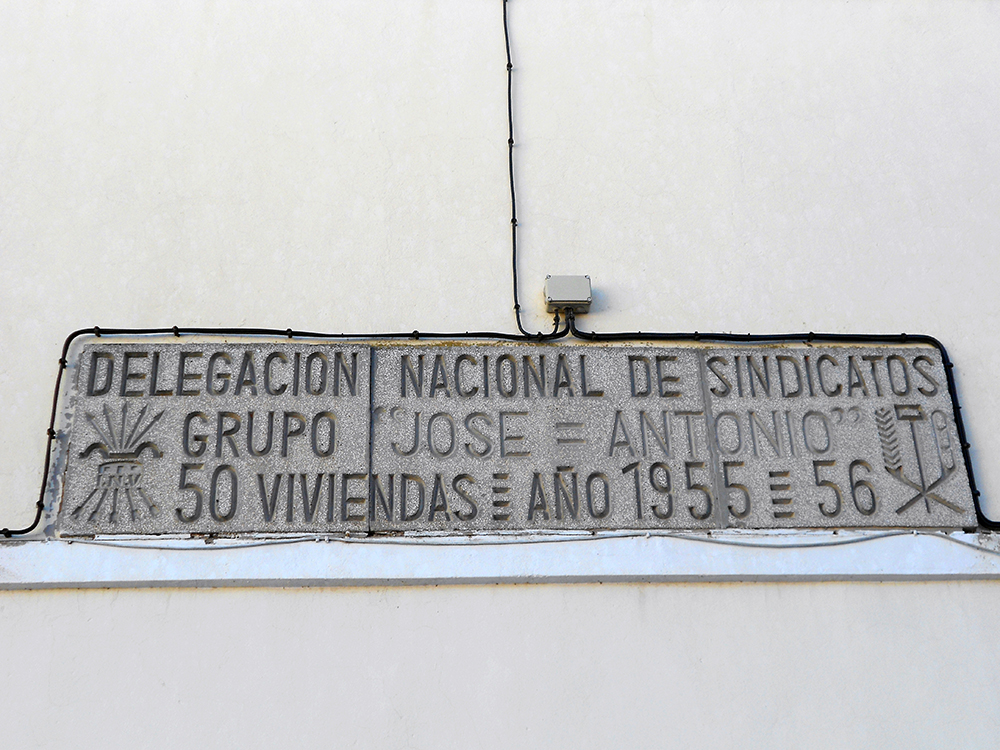 DELEGACION NACIONAL DE SINDICATOS
GRUPO "JOSE = ANTONIO"
50 VIVIENDAS ≡ AÑO 1955 ≡ 56